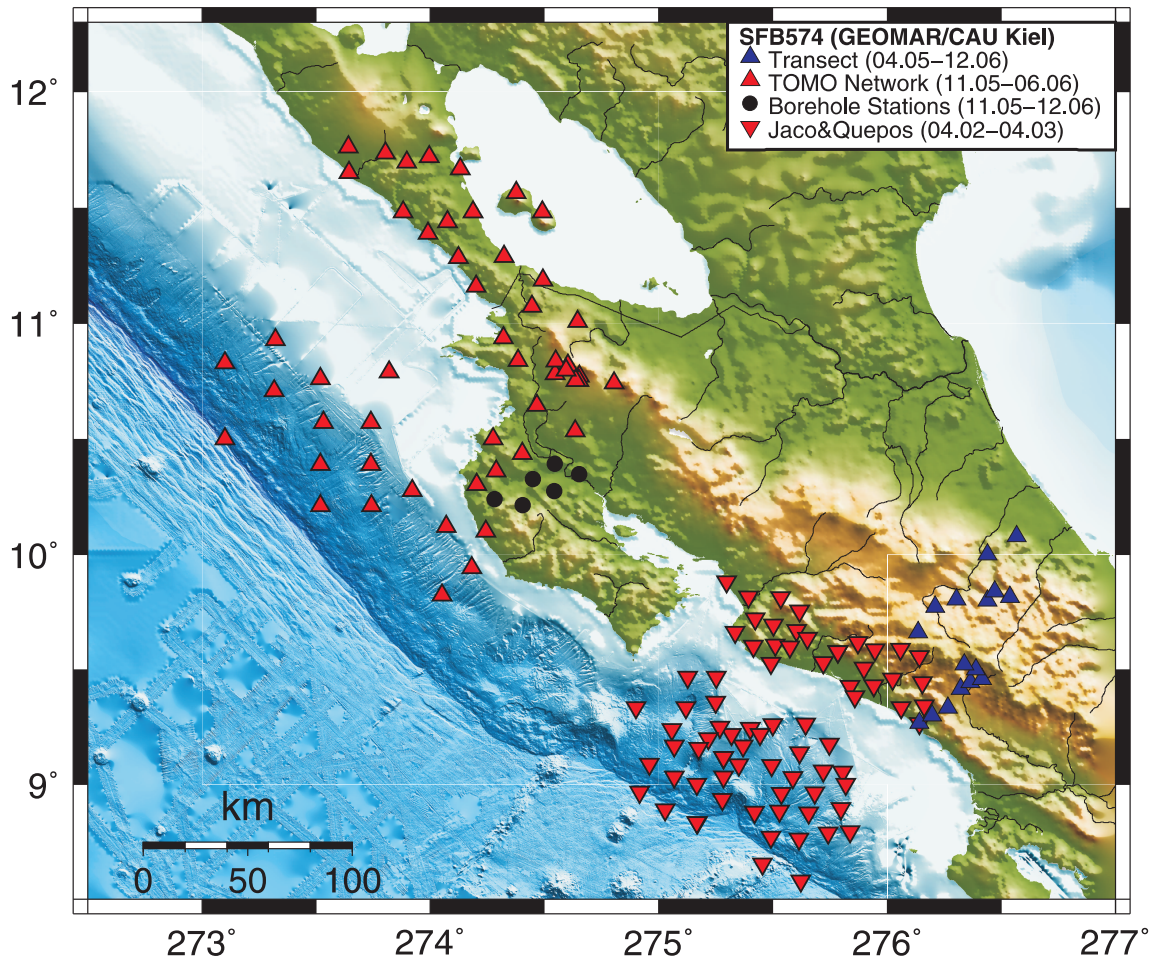 SFB574 (GEOMAR/CAU Kiel)
Transect (04.05–12.06)
TOMO Network (11.05–06.06)
Borehole Stations (11.05–12.06)
Jaco&Quepos (04.02–04.03)
12˚
11˚
10˚
9˚
km
0 50 100
273˚ 274˚ 275˚ 276˚ 277˚